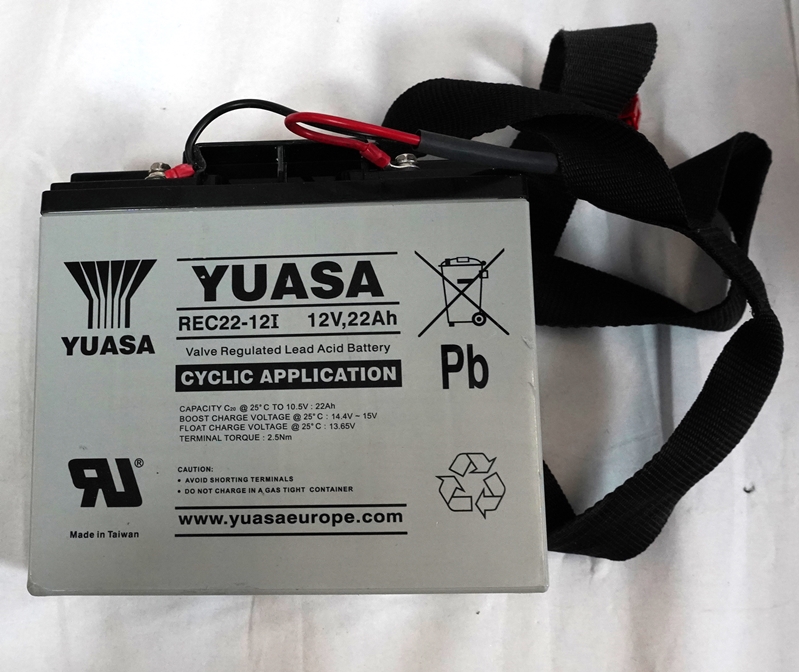 YUASA
REC22-12I 12V,22Ah
Valve Regulated Lead Acid Battery
CYCLIC APPLICATION
YUASA
Pb
CAPACITY C20 @ 25°C TO 10.5V : 22Ah
BOOST CHARGE VOLTAGE @ 25°C : 14.4V ~ 15V
FLOAT CHARGE VOLTAGE @ 25°C : 13.65V
TERMINAL TORQUE : 2.5Nm
RU®
Made in Taiwan
CAUTION:
• AVOID SHORTING TERMINALS
• DO NOT CHARGE IN A GAS TIGHT CONTAINER
www.yuasaeurope.com